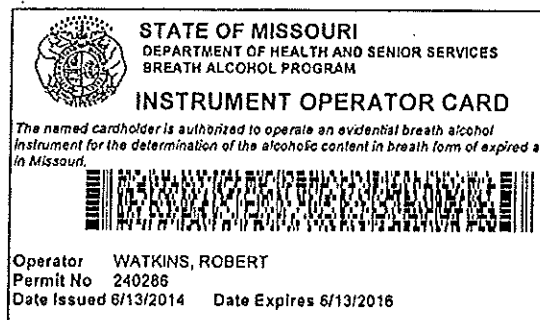 STATE OF MISSOURI
DEPARTMENT OF HEALTH AND SENIOR SERVICES
BREATH ALCOHOL PROGRAM
INSTRUMENT OPERATOR CARD
The named cardholder is authorized to operate an evidential breath alcohol
instrument for the determination of the alcoholic content in breath form of expired a
in Missouri.
Operator WATKINS, ROBERT
Permit No 240286
Date Issued 6/13/2014 Date Expires 6/13/2016